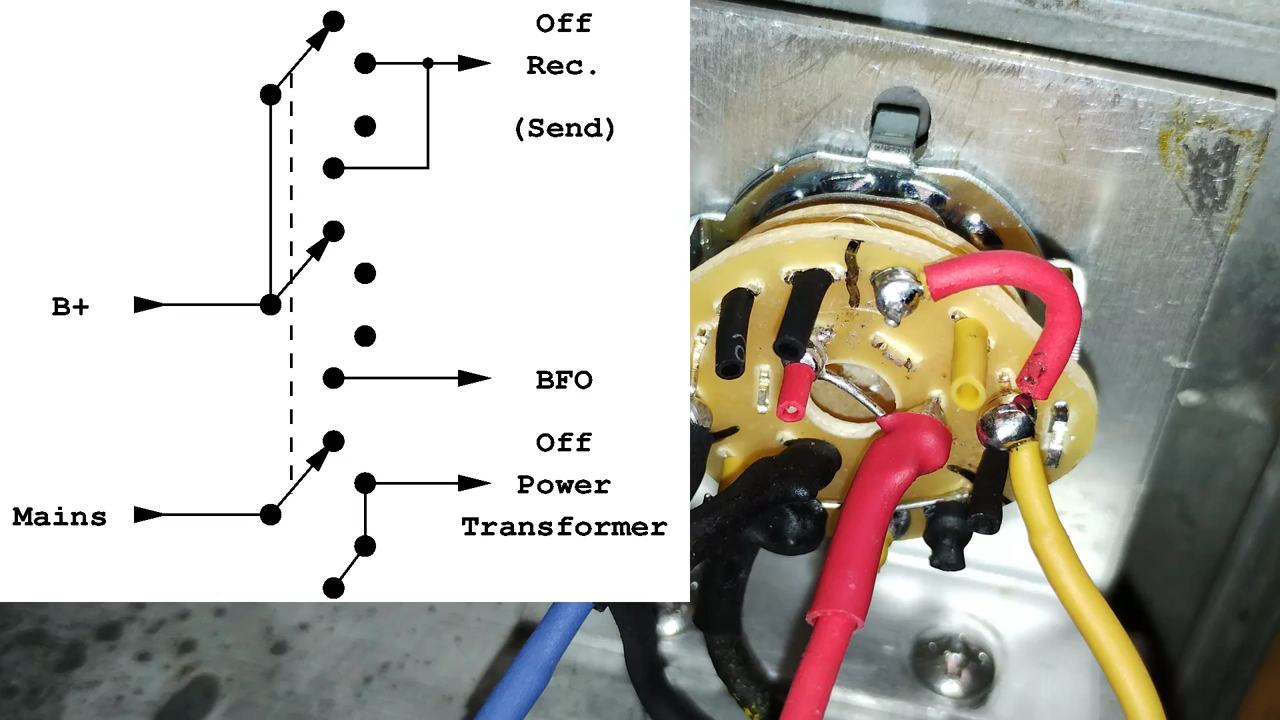 Off
Rec.
(Send)
B+
BFO
Off
Power
Mains
Transformer